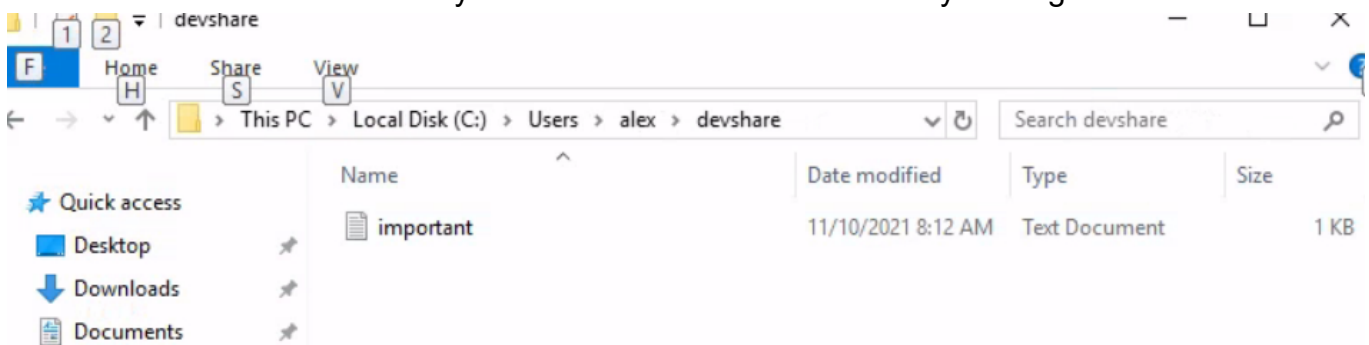 devshare
1
2
F
Home
Share
View
H
S
V
This PC > Local Disk (C:) > Users > alex > devshare
Search devshare
Name
Date modified
Type
Size
Quick access
important
11/10/2021 8:12 AM
Text Document
1 KB
Desktop
Downloads
Documents